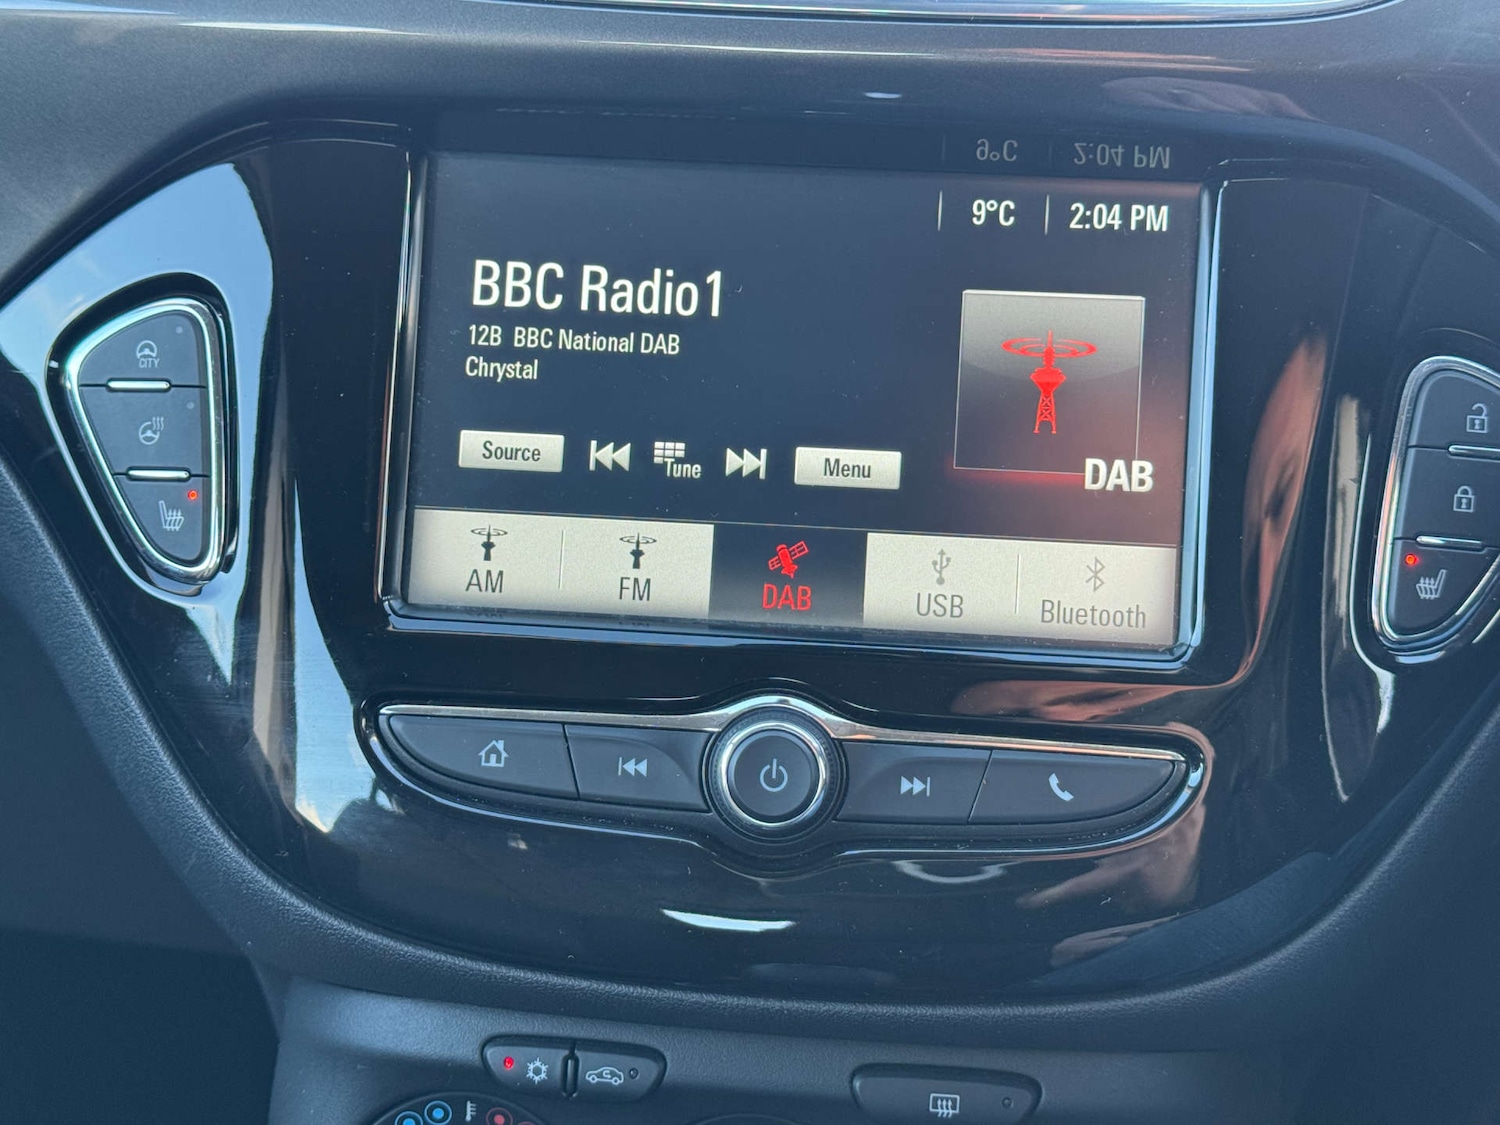 9°C 2:04 PM
BBC Radio1
12B BBC National DAB
Chrystal
Source Tune Menu
DAB
AM FM DAB USB Bluetooth
CITY